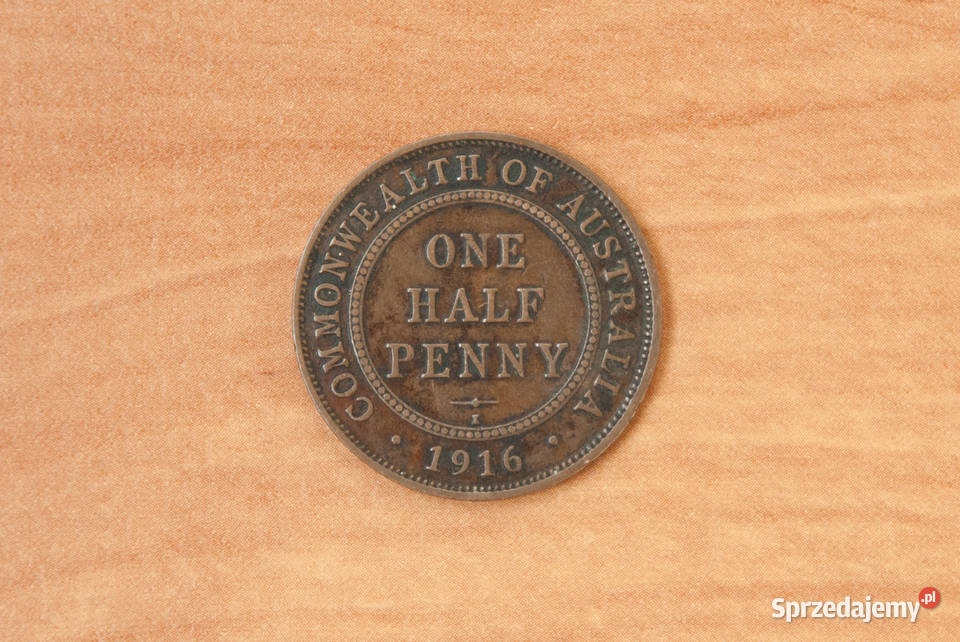 COMMONWEALTH OF AUSTRALIA
ONE
HALF
PENNY
I
· 1916 ·
Sprzedajemy.pl